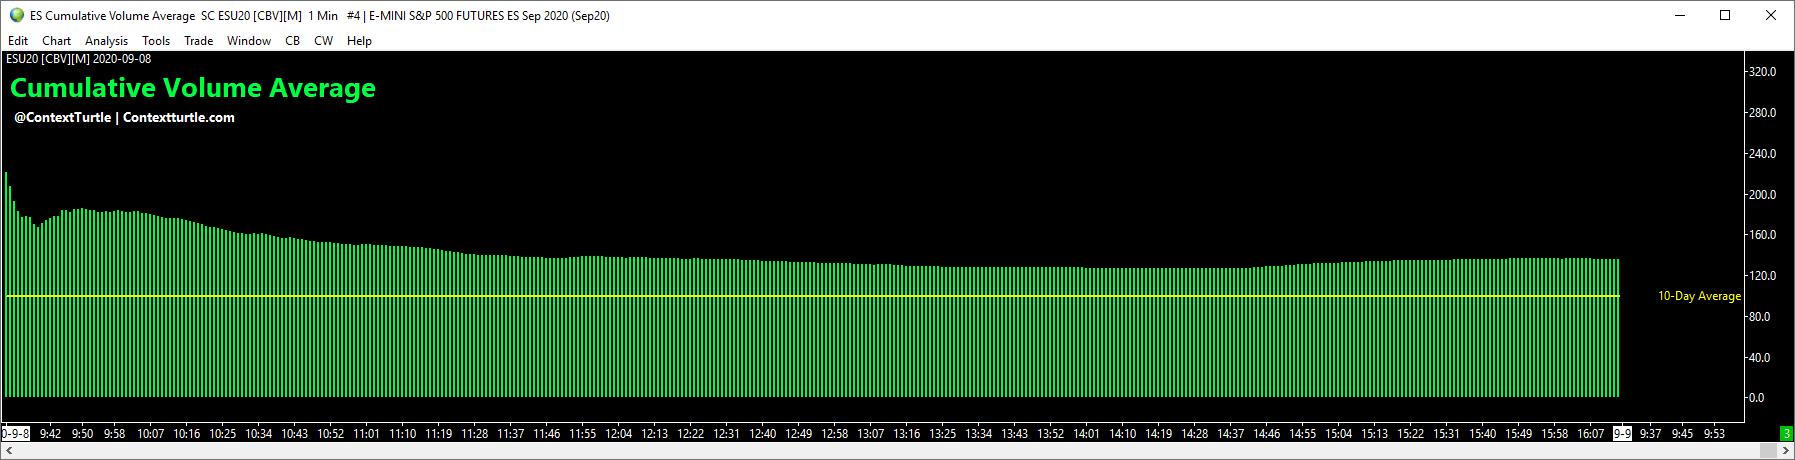 ES Cumulative Volume Average SC ESU20 [CBV][M] 1 Min #4 | E-MINI S&P 500 FUTURES ES Sep 2020 (Sep20)
Edit Chart Analysis Tools Trade Window CB CW Help
ESU20 [CBV][M] 2020-09-08
Cumulative Volume Average
@ContextTurtle | Contextturtle.com
320.0
280.0
240.0
200.0
160.0
120.0
10-Day Average
80.0
40.0
0.0
0-9-8 9:42 9:50 9:58 10:07 10:16 10:25 10:34 10:43 10:52 11:01 11:10 11:19 11:28 11:37 11:46 11:55 12:04 12:13 12:22 12:31 12:40 12:49 12:58 13:07 13:16 13:25 13:34 13:43 13:52 14:01 14:10 14:19 14:28 14:37 14:46 14:55 15:04 15:13 15:22 15:31 15:40 15:49 15:58 16:07 9-9 9:37 9:45 9:53 3